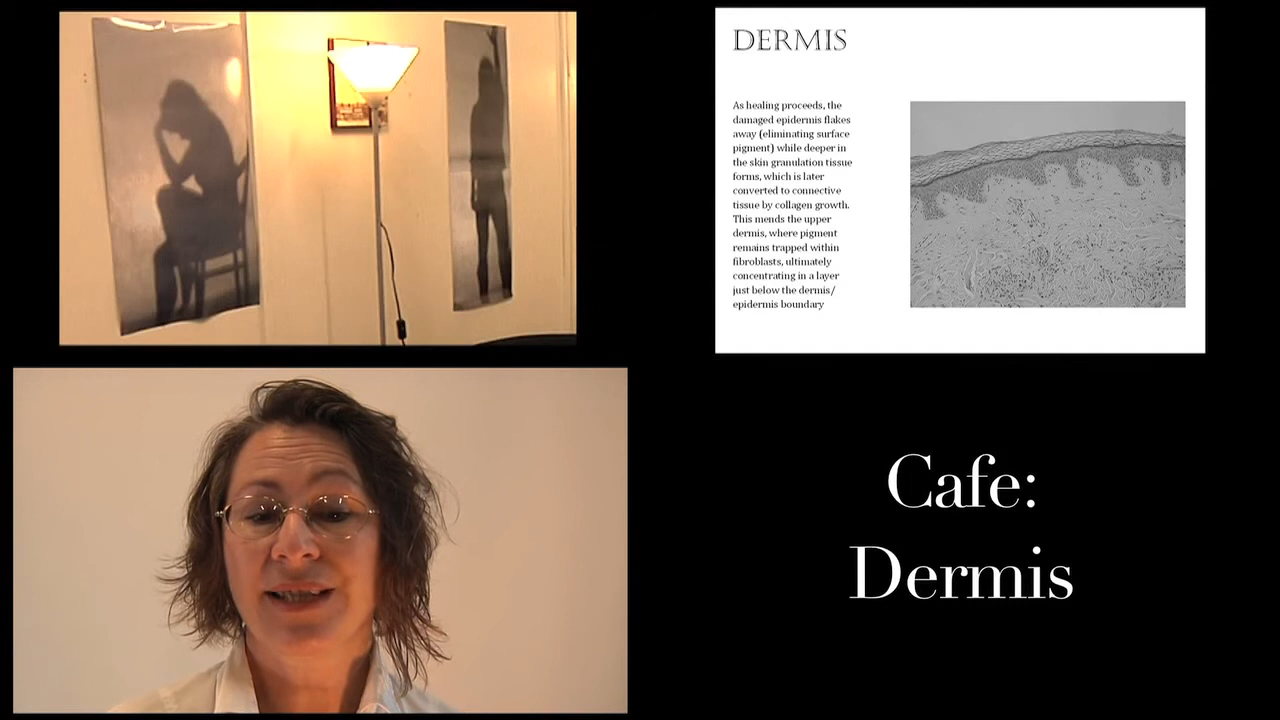 DERMIS
As healing proceeds, the
damaged epidermis flakes
away (eliminating surface
pigment) while deeper in
the skin granulation tissue
forms, which is later
converted to connective
tissue by collagen growth.
This mends the upper
dermis, where pigment
remains trapped within
fibroblasts, ultimately
concentrating in a layer
just below the dermis/
epidermis boundary
Cafe:
Dermis